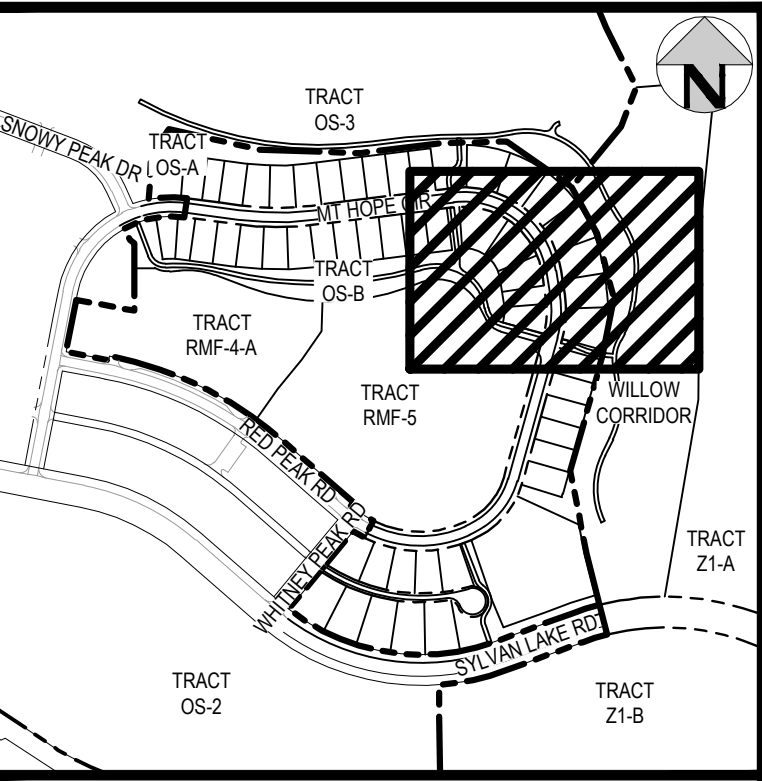 N
TRACT
OS-3
SNOWY PEAK DR
TRACT
OS-A
MT HOPE CIR
TRACT
OS-B
TRACT
RMF-4-A
TRACT
RMF-5
WILLOW
CORRIDOR
RED PEAK RD
WHITNEY PEAK RD
TRACT
Z1-A
SYLVAN LAKE RD
TRACT
OS-2
TRACT
Z1-B